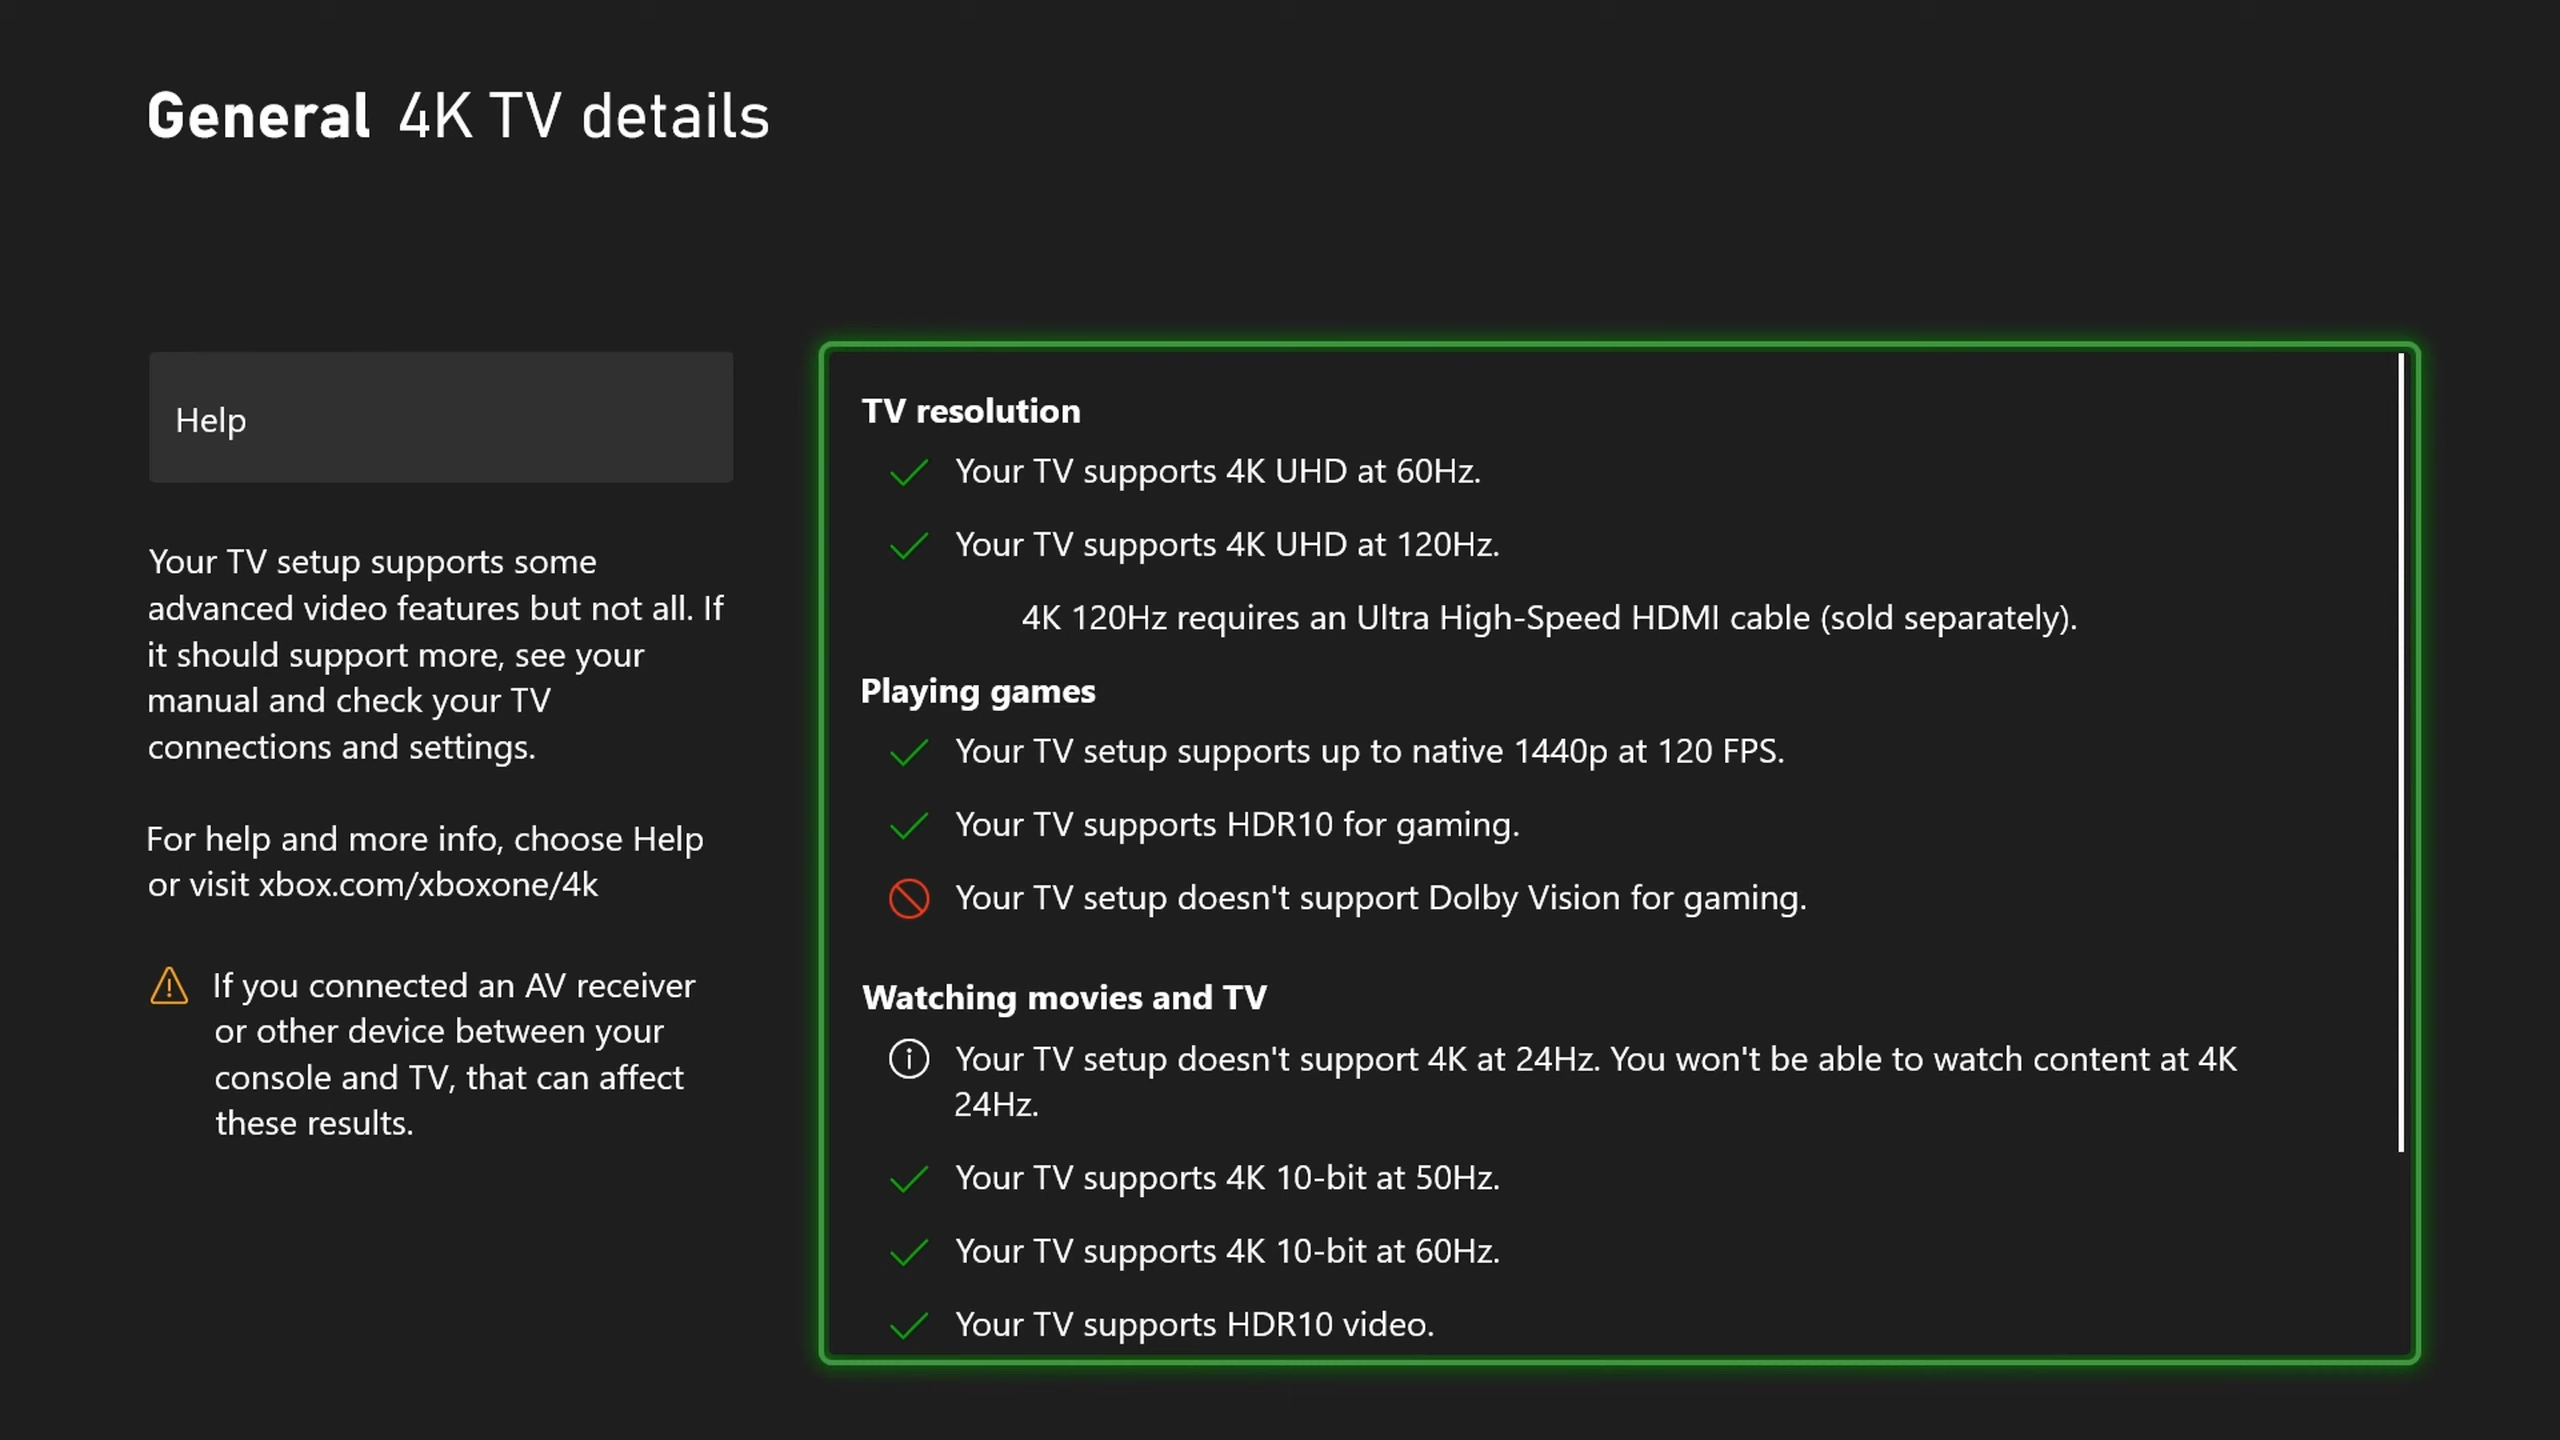 General 4K TV details
Help
Your TV setup supports some
advanced video features but not all. If
it should support more, see your
manual and check your TV
connections and settings.
For help and more info, choose Help
or visit xbox.com/xboxone/4k
If you connected an AV receiver
or other device between your
console and TV, that can affect
these results.
TV resolution
Your TV supports 4K UHD at 60Hz.
Your TV supports 4K UHD at 120Hz.
4K 120Hz requires an Ultra High-Speed HDMI cable (sold separately).
Playing games
Your TV setup supports up to native 1440p at 120 FPS.
Your TV supports HDR10 for gaming.
Your TV setup doesn't support Dolby Vision for gaming.
Watching movies and TV
Your TV setup doesn't support 4K at 24Hz. You won't be able to watch content at 4K
24Hz.
Your TV supports 4K 10-bit at 50Hz.
Your TV supports 4K 10-bit at 60Hz.
Your TV supports HDR10 video.